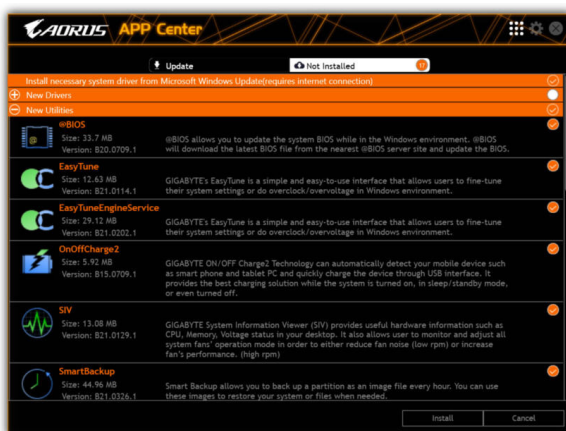 AORUS APP Center
Update
Not Installed 17
Install necessary system driver from Microsoft Windows Update(requires internet connection)
New Drivers
New Utilities
@BIOS
Size: 33.7 MB
Version: B20.0709.1
@BIOS allows you to update the system BIOS while in the Windows environment. @BIOS
will download the latest BIOS file from the nearest @BIOS server site and update the BIOS.
EasyTune
Size: 12.63 MB
Version: B21.0114.1
GIGABYTE's EasyTune is a simple and easy-to-use interface that allows users to fine-tune
their system settings or do overclock/overvoltage in Windows environment.
EasyTuneEngineService
Size: 29.12 MB
Version: B21.0202.1
GIGABYTE's EasyTune is a simple and easy-to-use interface that allows users to fine-tune
their system settings or do overclock/overvoltage in Windows environment.
OnOffCharge2
Size: 5.92 MB
Version: B15.0709.1
GIGABYTE ON/OFF Charge2 Technology can automatically detect your mobile device such
as smart phone and tablet PC and quickly charge the device through USB interface. It
provides the best charging solution while the system is turned on, in sleep/standby mode,
or even turned off.
SIV
Size: 13.08 MB
Version: B21.0129.1
GIGABYTE System Information Viewer (SIV) provides useful hardware information such as
CPU, Memory, Voltage status in your desktop. It also allows user to monitor and adjust all
system fans' operation mode in order to either reduce fan noise (low rpm) or increase
fan's performance. (high rpm)
SmartBackup
Size: 44.96 MB
Version: B21.0326.1
Smart Backup allows you to back up a partition as an image file every hour. You can use
these images to restore your system or files when needed.
Install
Cancel